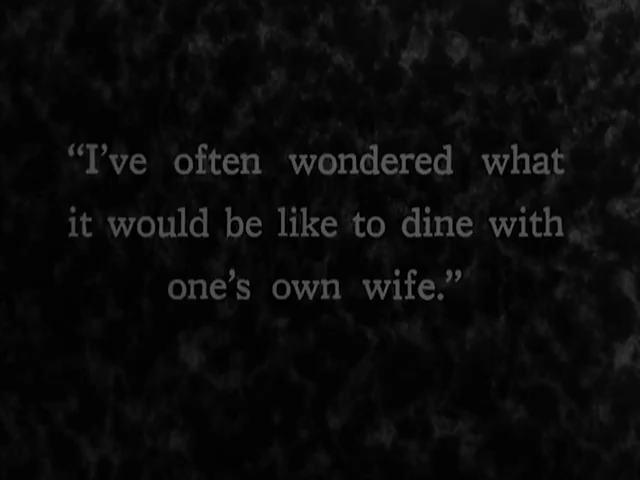 “I’ve often wondered what
it would be like to dine with
one’s own wife.”